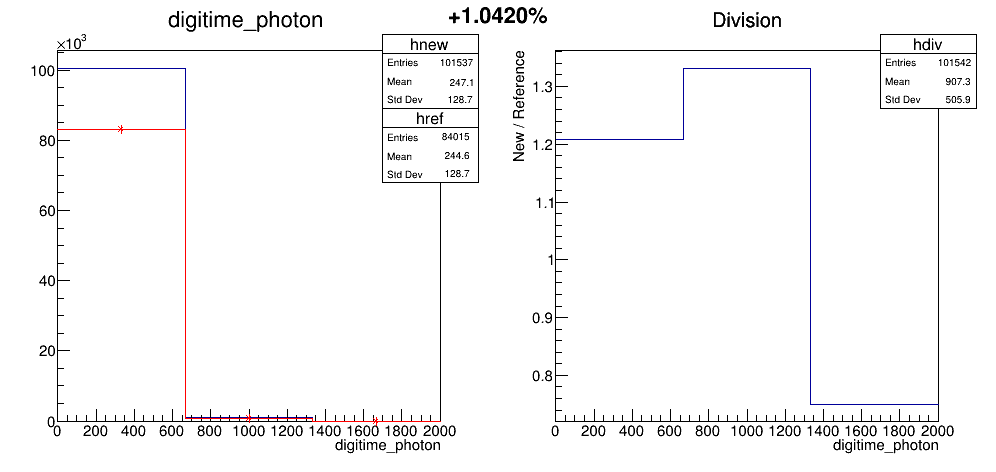 +1.0420%
digitime_photon
×10³
100
80
60
40
20
0
0 200 400 600 800 1000 1200 1400 1600 1800 2000
digitime_photon
hnew
Entries 101537
Mean 247.1
Std Dev 128.7
href
Entries 84015
Mean 244.6
Std Dev 128.7
Division
New / Reference
1.3
1.2
1.1
1
0.9
0.8
0 200 400 600 800 1000 1200 1400 1600 1800 2000
digitime_photon
hdiv
Entries 101542
Mean 907.3
Std Dev 505.9